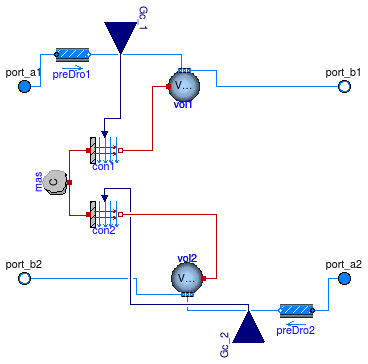 Gc_1
port_a1
preDro1
port_b1
V...
vol1
con1
mas
C
con2
vol2
V...
port_b2
port_a2
preDro2
Gc_2